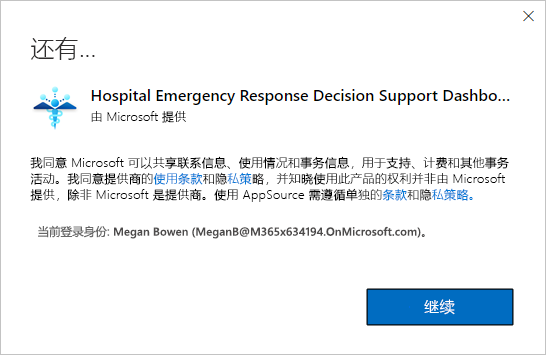 还有...
Hospital Emergency Response Decision Support Dashbo...
由 Microsoft 提供
我同意 Microsoft 可以共享联系信息、使用情况和事务信息，用于支持、计费和其他事务
活动。我同意提供商的使用条款和隐私策略，并知晓使用此产品的权利并非由 Microsoft
提供，除非 Microsoft 是提供商。使用 AppSource 需遵循单独的条款和隐私策略。
当前登录身份: Megan Bowen (MeganB@M365x634194.OnMicrosoft.com)。
继续